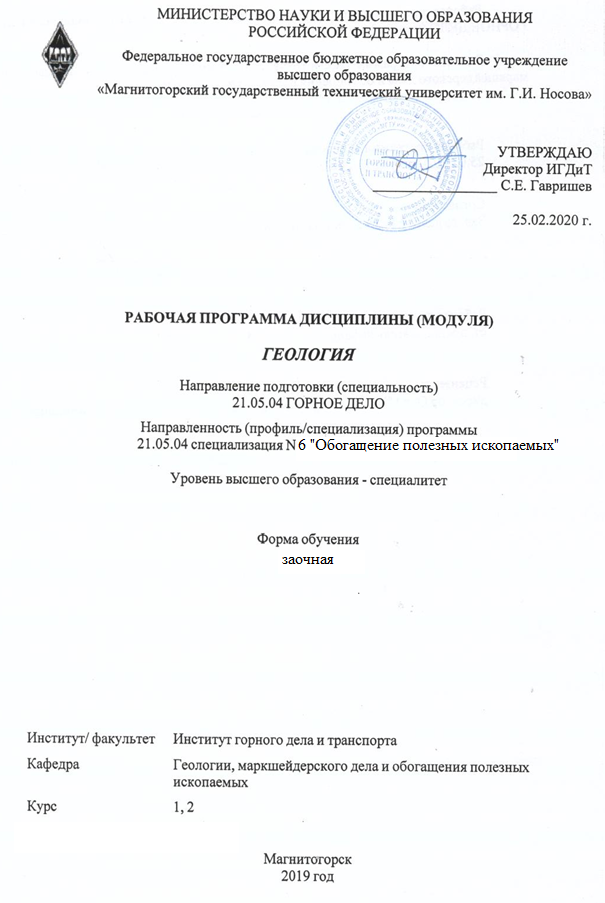 МИНИСТЕРСТВО НАУКИ И ВЫСШЕГО ОБРАЗОВАНИЯ
РОССИЙСКОЙ ФЕДЕРАЦИИ
Федеральное государственное бюджетное образовательное учреждение
высшего образования
«Магнитогорский государственный технический университет им. Г.И. Носова»
УТВЕРЖДАЮ
Директор ИГДиТ
С.Е. Гавришев
25.02.2020 г.
РАБОЧАЯ ПРОГРАММА ДИСЦИПЛИНЫ (МОДУЛЯ)
ГЕОЛОГИЯ
Направление подготовки (специальность)
21.05.04 ГОРНОЕ ДЕЛО
Направленность (профиль/специализация) программы
21.05.04 специализация N 6 "Обогащение полезных ископаемых"
Уровень высшего образования - специалитет
Форма обучения
заочная
Институт/ факультет Институт горного дела и транспорта
Кафедра Геологии, маркшейдерского дела и обогащения полезных
ископаемых
Курс 1, 2
Магнитогорск
2019 год